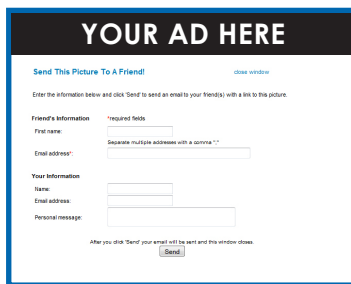 YOUR AD HERE
Send This Picture To A Friend! close window
Enter the information below and click 'Send' to send an email to your friend(s) with a link to this picture.
Friend's Information *required fields
First name:
Separate multiple addresses with a comma ","
Email address*:
Your Information
Name:
Email address:
Personal message:
After you click 'Send' your email will be sent and this window closes.
Send